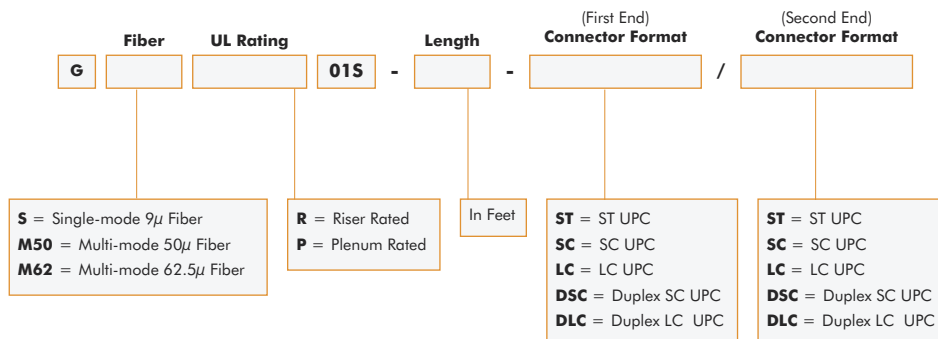 (First End) (Second End)
Fiber UL Rating Length Connector Format Connector Format
G 01S - - /
S = Single-mode 9µ Fiber
M50 = Multi-mode 50µ Fiber
M62 = Multi-mode 62.5µ Fiber
R = Riser Rated
P = Plenum Rated
In Feet
ST = ST UPC
SC = SC UPC
LC = LC UPC
DSC = Duplex SC UPC
DLC = Duplex LC UPC
ST = ST UPC
SC = SC UPC
LC = LC UPC
DSC = Duplex SC UPC
DLC = Duplex LC UPC